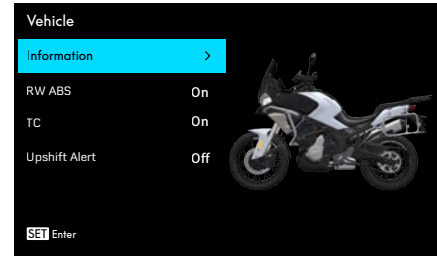 Vehicle
Information >
RW ABS On
TC On
Upshift Alert Off
SET Enter